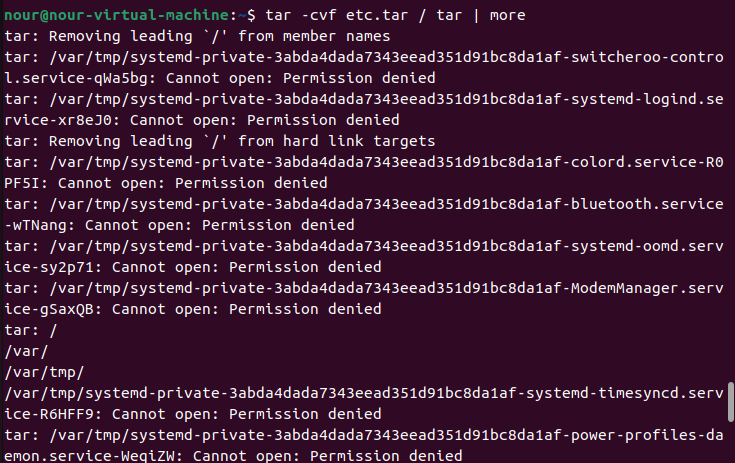 nour@nour-virtual-machine:~$ tar -cvf etc.tar / tar | more
tar: Removing leading `/' from member names
tar: /var/tmp/systemd-private-3abda4dada7343eead351d91bc8da1af-switcheroo-contro
l.service-qWa5bg: Cannot open: Permission denied
tar: /var/tmp/systemd-private-3abda4dada7343eead351d91bc8da1af-systemd-logind.se
rvice-xr8eJ0: Cannot open: Permission denied
tar: Removing leading `/' from hard link targets
tar: /var/tmp/systemd-private-3abda4dada7343eead351d91bc8da1af-colord.service-R0
PF5I: Cannot open: Permission denied
tar: /var/tmp/systemd-private-3abda4dada7343eead351d91bc8da1af-bluetooth.service
-wTNang: Cannot open: Permission denied
tar: /var/tmp/systemd-private-3abda4dada7343eead351d91bc8da1af-systemd-oomd.serv
ice-sy2p71: Cannot open: Permission denied
tar: /var/tmp/systemd-private-3abda4dada7343eead351d91bc8da1af-ModemManager.serv
ice-gSaxQB: Cannot open: Permission denied
tar: /
/var/
/var/tmp/
/var/tmp/systemd-private-3abda4dada7343eead351d91bc8da1af-systemd-timesyncd.serv
ice-R6HFF9: Cannot open: Permission denied
tar: /var/tmp/systemd-private-3abda4dada7343eead351d91bc8da1af-power-profiles-da
emon.service-WeqiZW: Cannot open: Permission denied